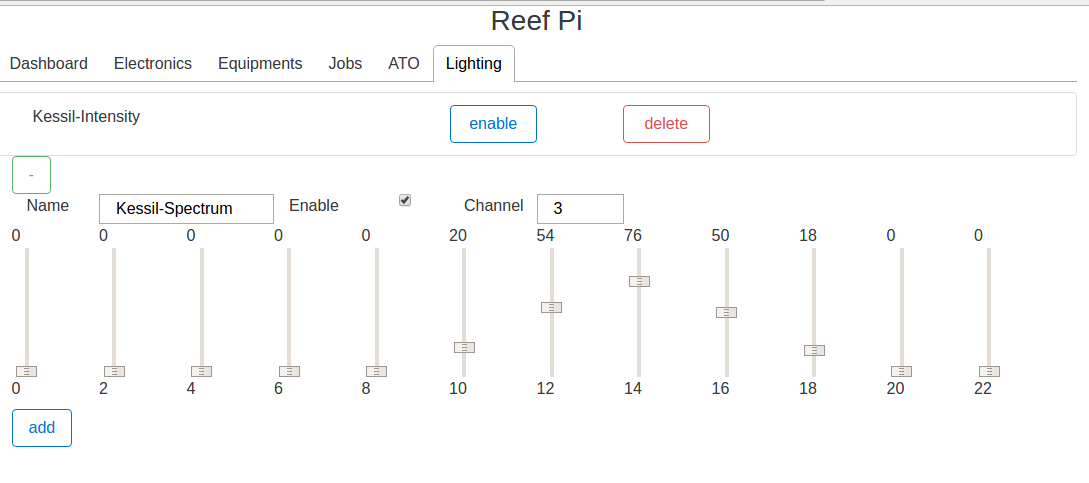 Reef Pi
Dashboard Electronics Equipments Jobs ATO Lighting
Kessil-Intensity enable delete
-
Name Kessil-Spectrum Enable Channel 3
0 0 0 0 0 20 54 76 50 18 0 0
0 2 4 6 8 10 12 14 16 18 20 22
add